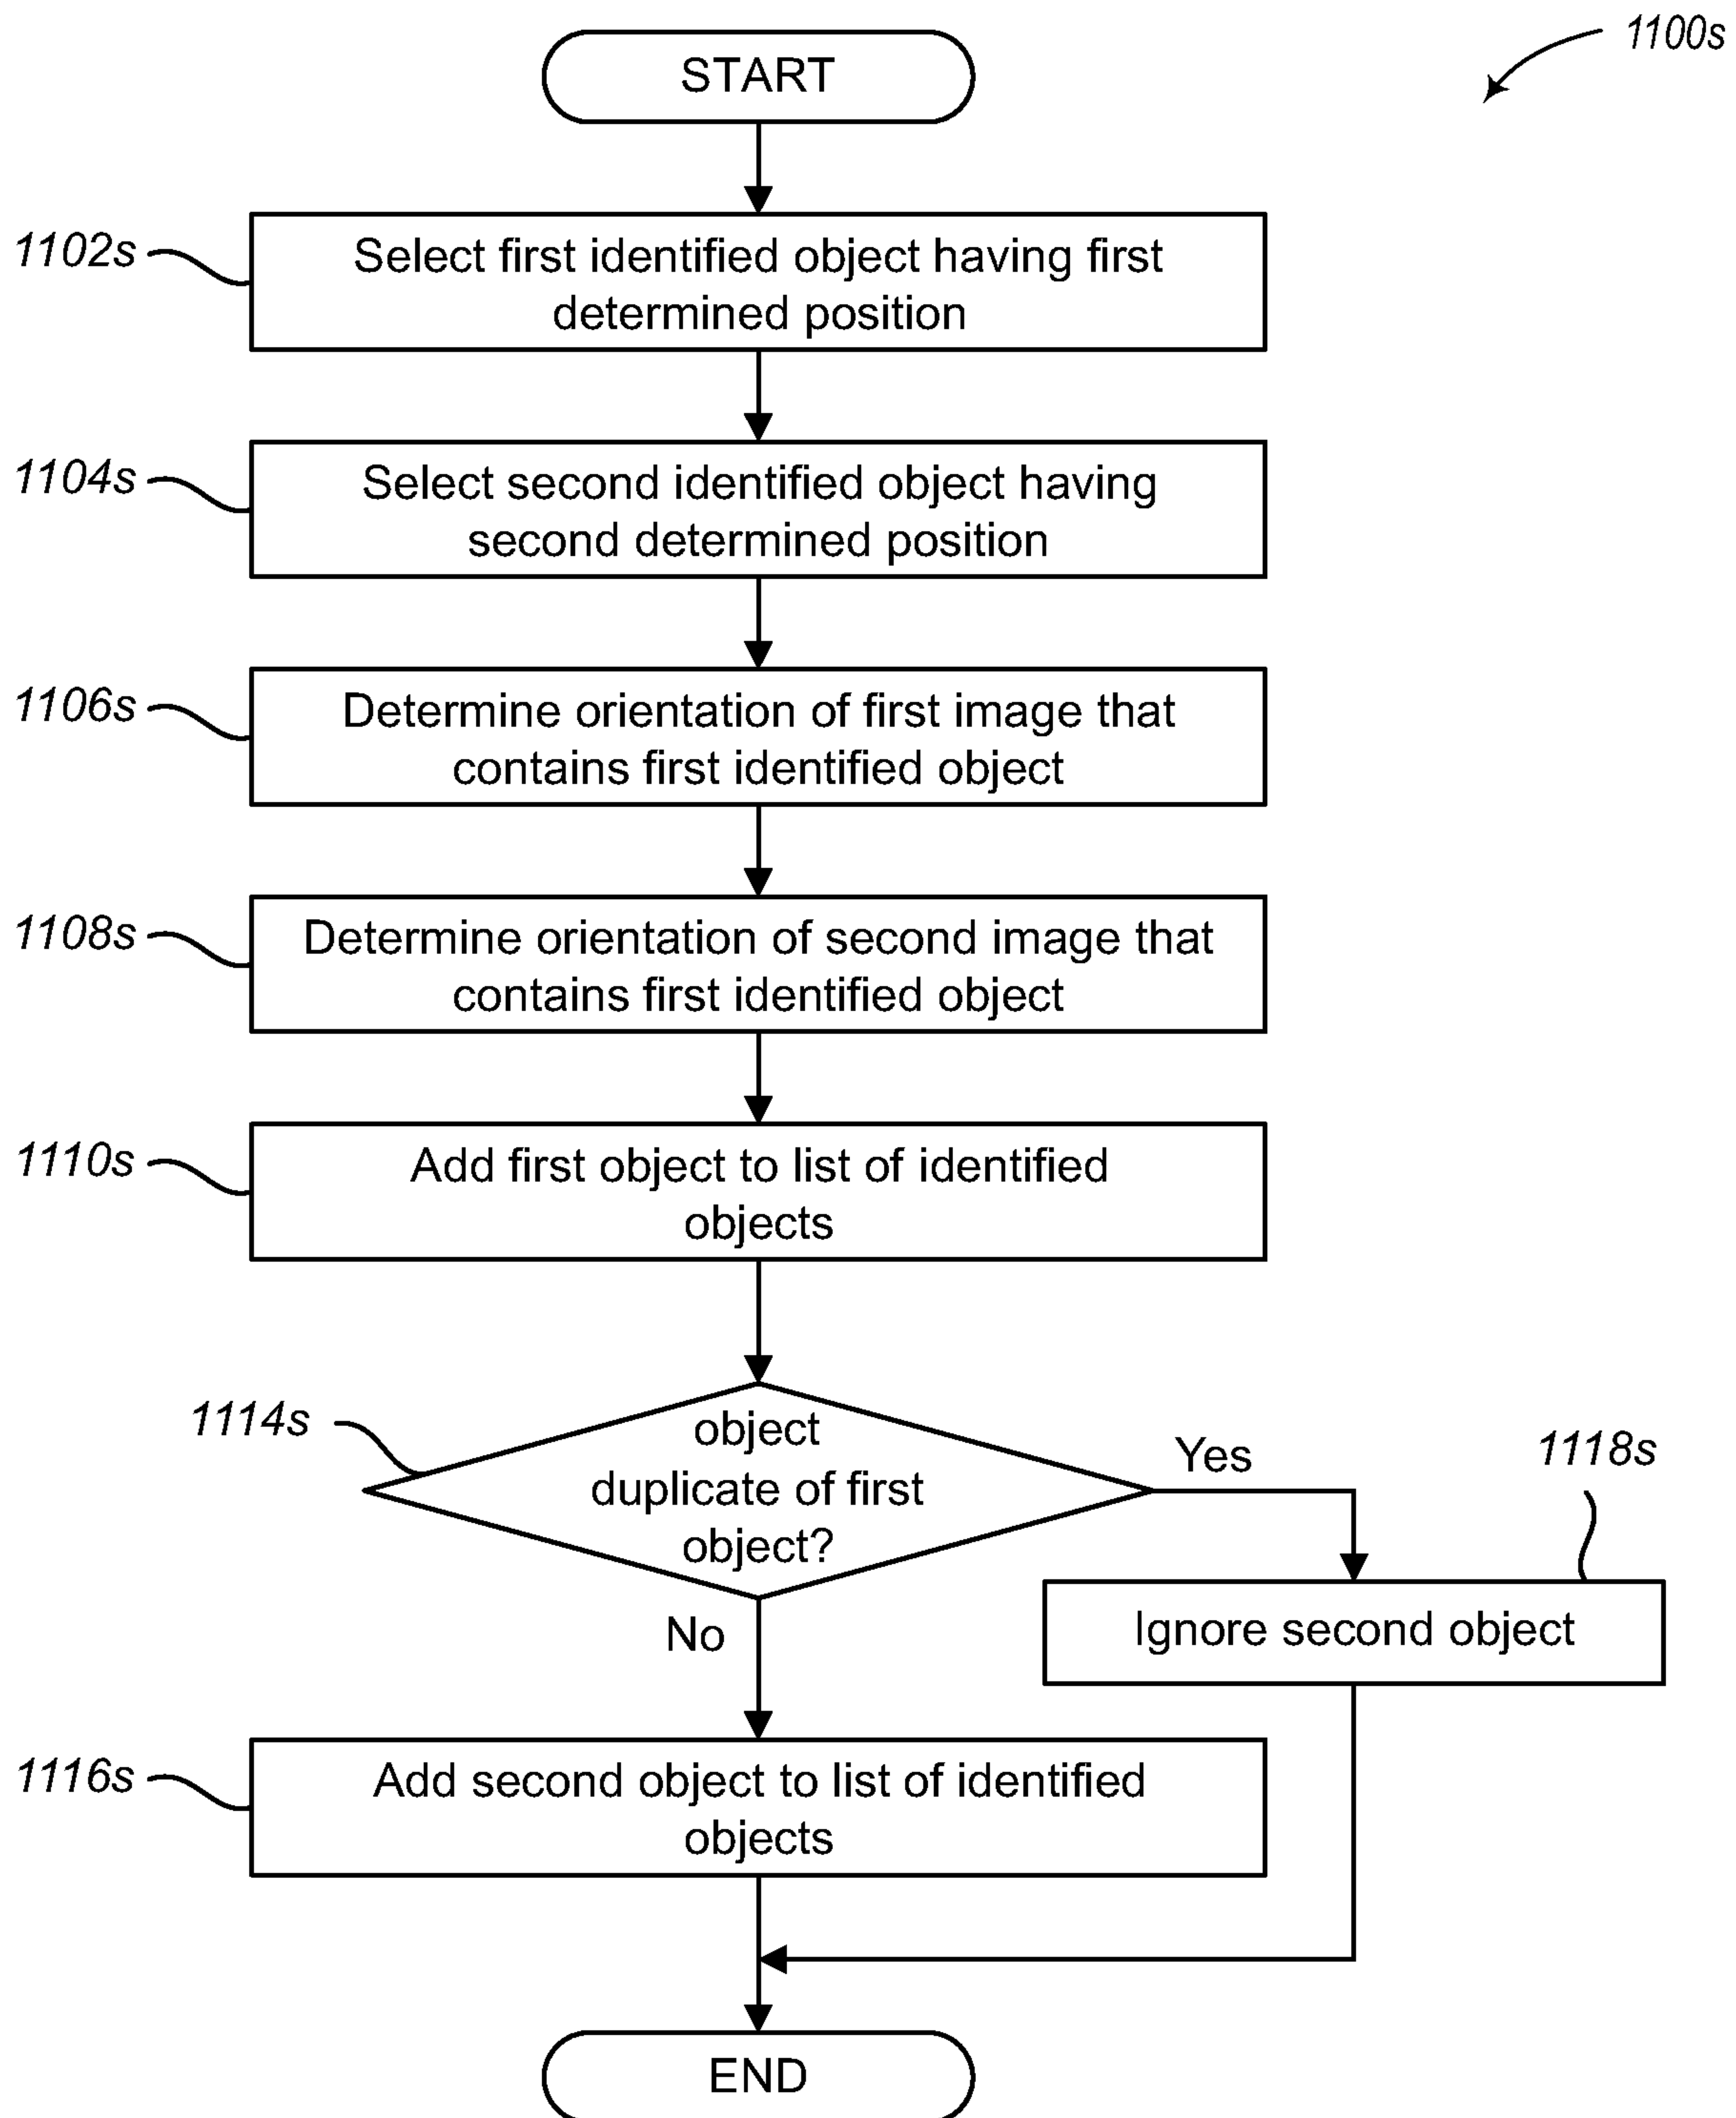 1100s
START
1102s
Select first identified object having first
determined position
1104s
Select second identified object having
second determined position
1106s
Determine orientation of first image that
contains first identified object
1108s
Determine orientation of second image that
contains first identified object
1110s
Add first object to list of identified
objects
1114s
object
duplicate of first
object?
Yes
1118s
Ignore second object
No
1116s
Add second object to list of identified
objects
END